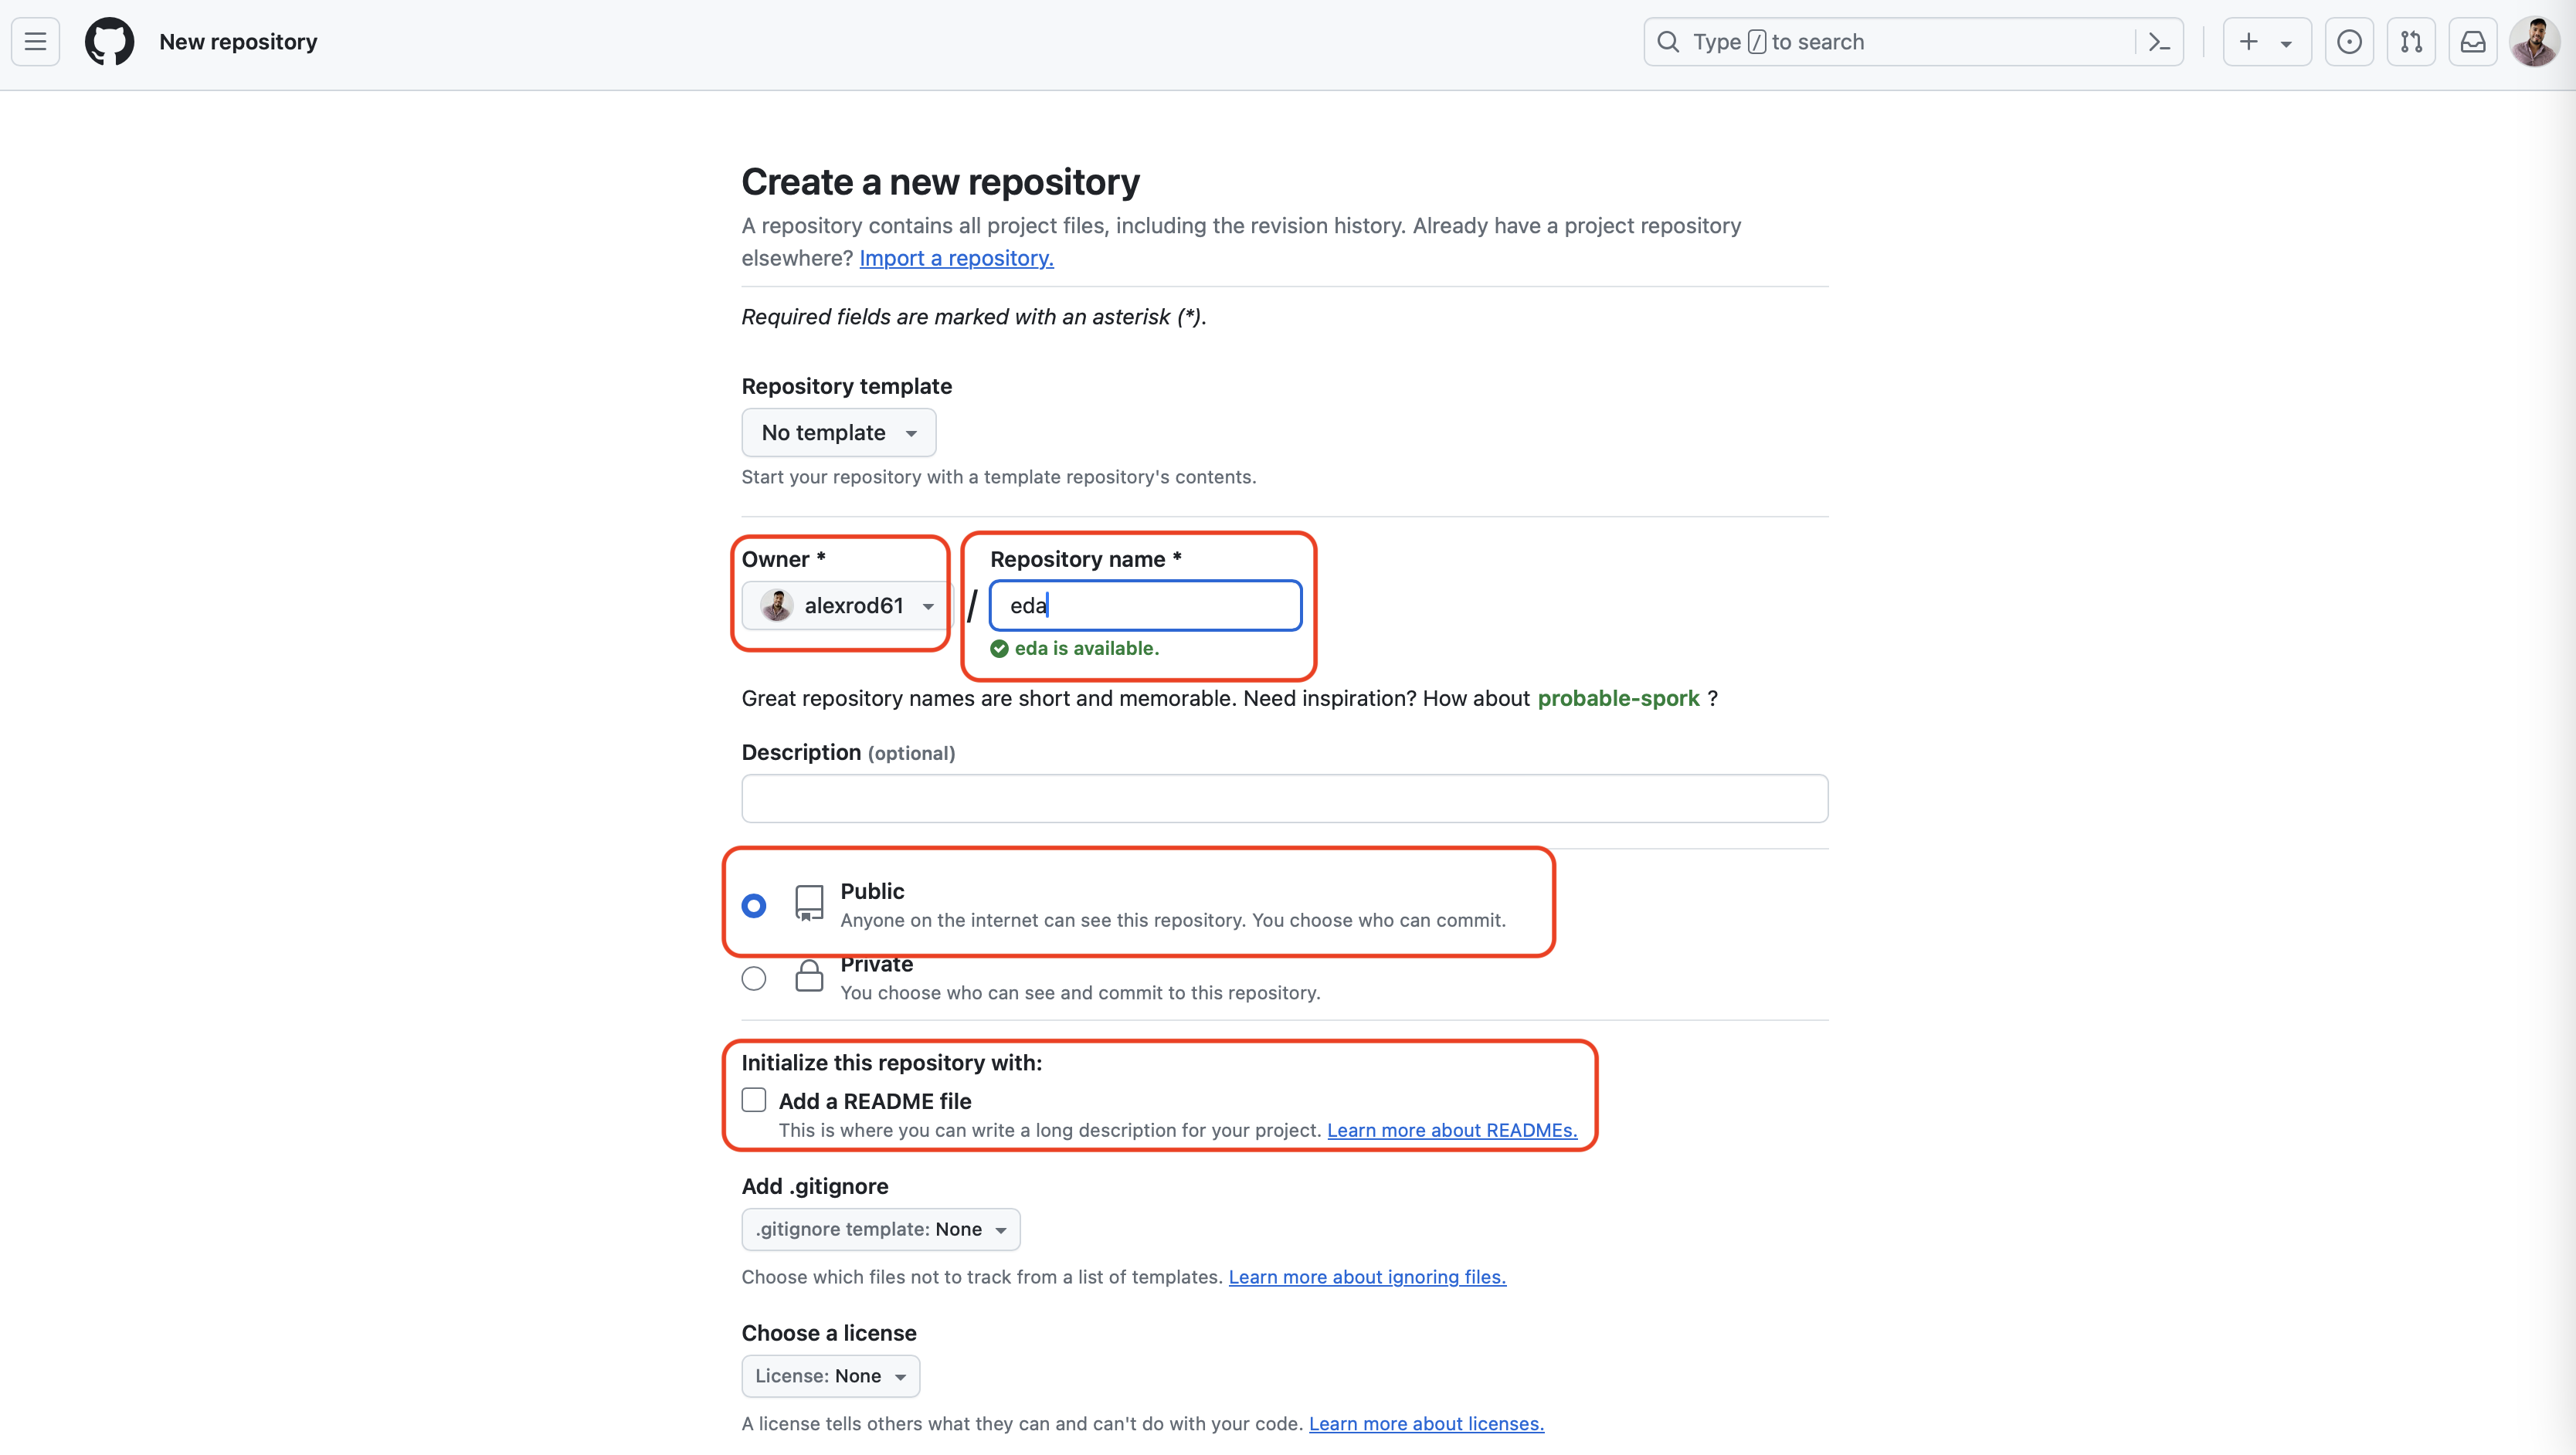 New repository
Type / to search
Create a new repository
A repository contains all project files, including the revision history. Already have a project repository
elsewhere? Import a repository.
Required fields are marked with an asterisk (*).
Repository template
No template
Start your repository with a template repository's contents.
Owner *
Repository name *
alexrod61
/
eda
eda is available.
Great repository names are short and memorable. Need inspiration? How about probable-spork ?
Description (optional)
Public
Anyone on the internet can see this repository. You choose who can commit.
Private
You choose who can see and commit to this repository.
Initialize this repository with:
Add a README file
This is where you can write a long description for your project. Learn more about READMEs.
Add .gitignore
.gitignore template: None
Choose which files not to track from a list of templates. Learn more about ignoring files.
Choose a license
License: None
A license tells others what they can and can't do with your code. Learn more about licenses.